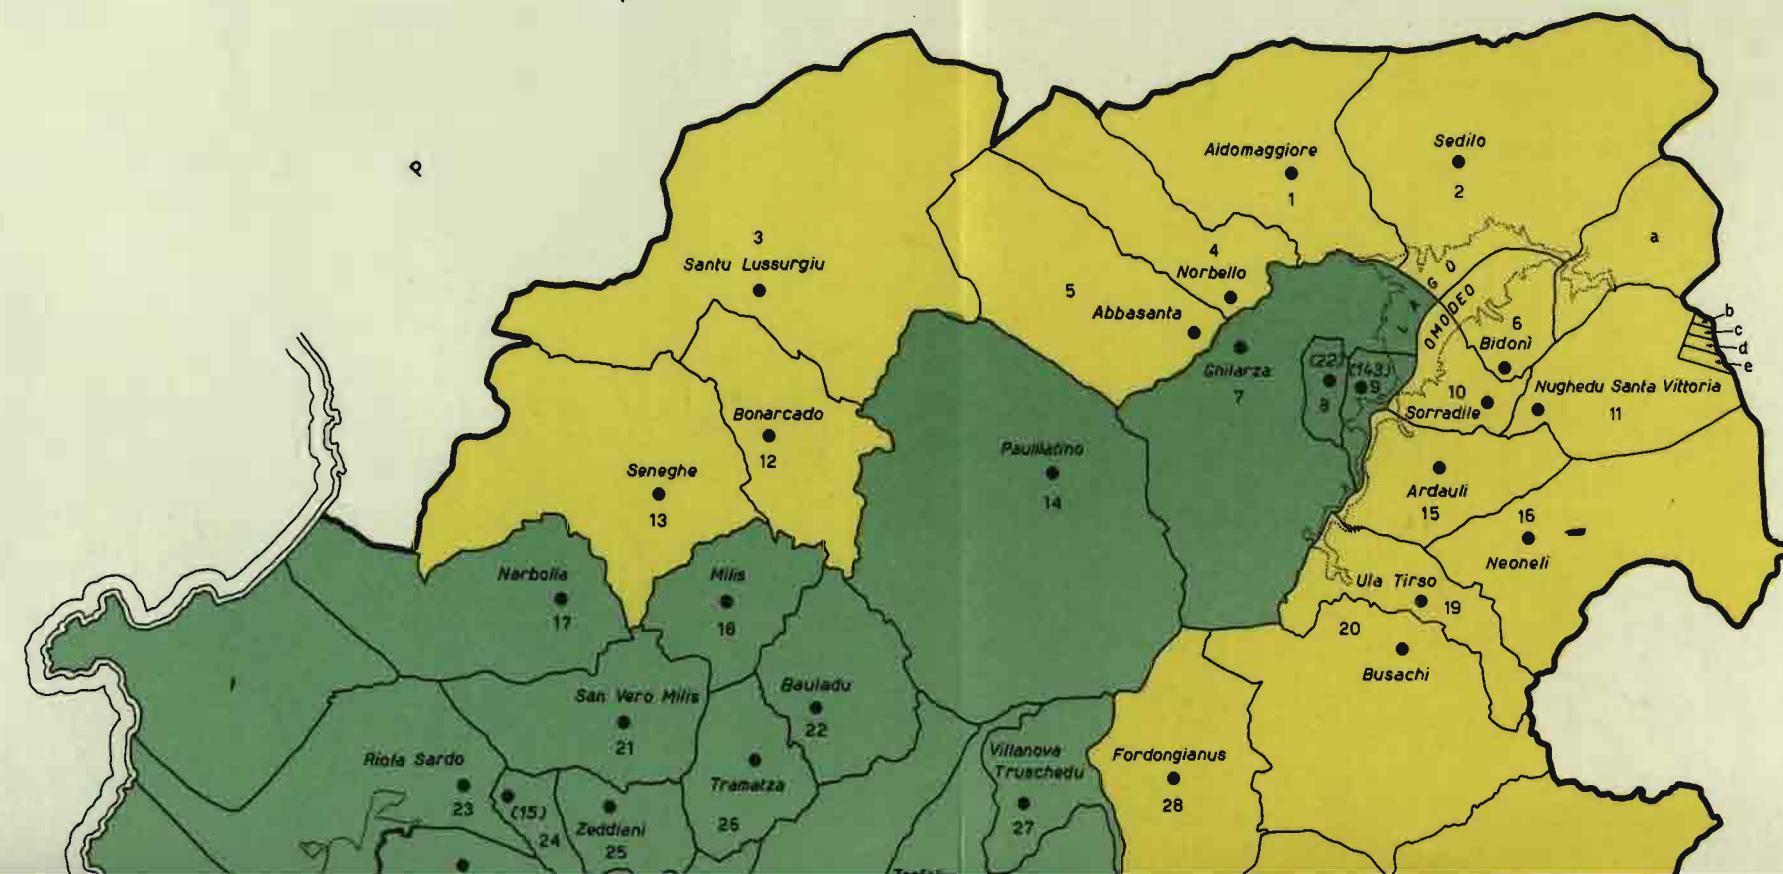 P
Aidomaggiore
1
Sedilo
2
a
3
Santu Lussurgiu
4
Norbello
5
Abbasanta
LAGO
OMODEO
6
Bidonì
b
c
d
e
Ghilarza
7
(22)
8
(143)
9
10
Sorradile
Nughedu Santa Vittoria
11
Bonarcado
12
Seneghe
13
Paulilatino
14
Ardauli
15
16
Neoneli
Narbolia
17
Milis
18
Ula Tirso
19
20
Busachi
San Vero Milis
21
Bauladu
22
Riola Sardo
23
(15)
24
Zeddiani
25
Tramatza
26
Villanova
Truschedu
27
Fordongianus
28